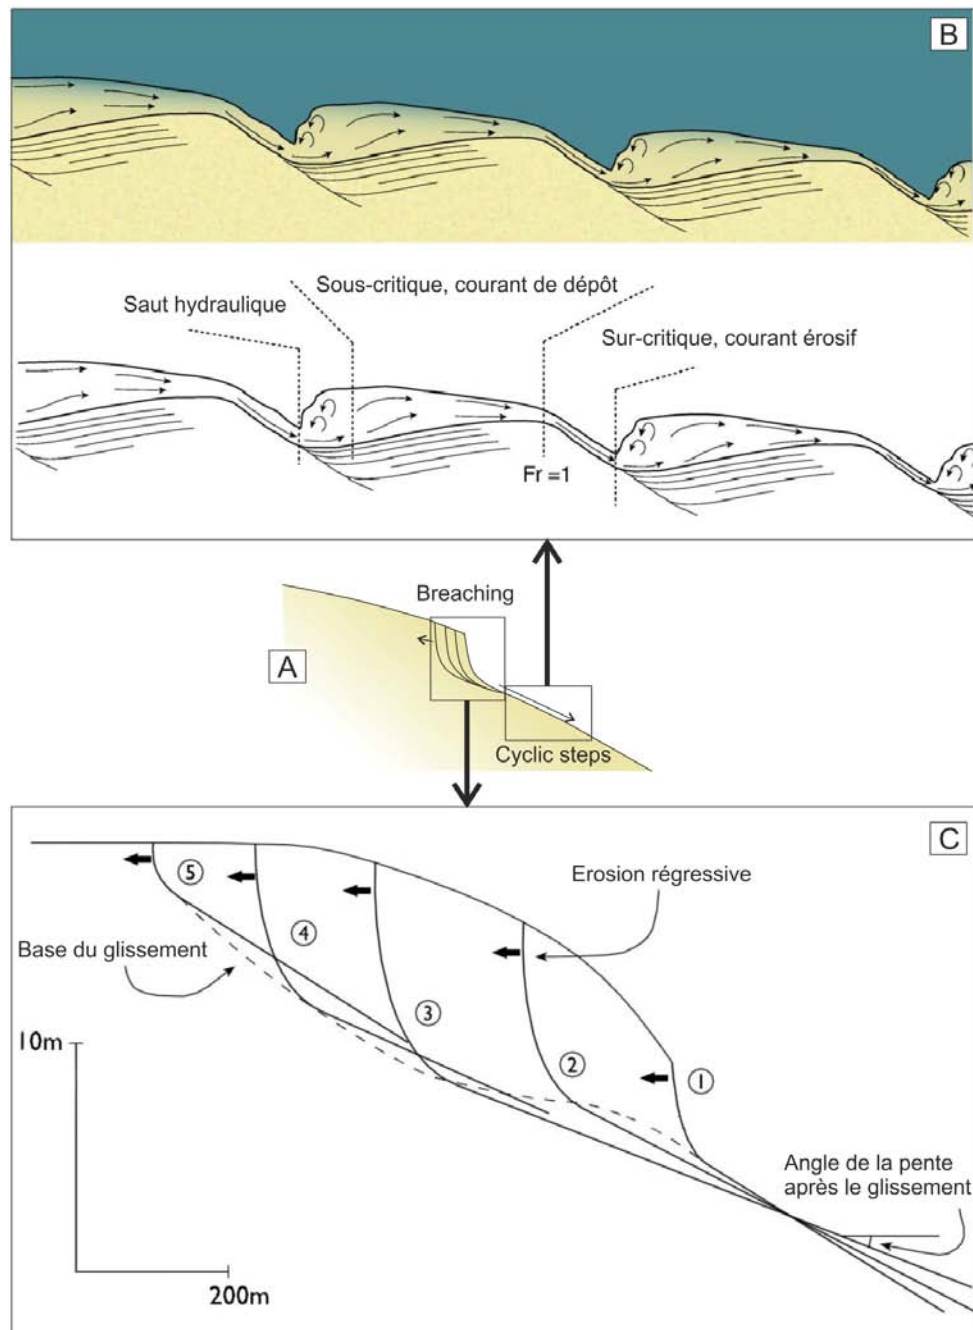 B
Sous-critique, courant de dépôt
Saut hydraulique
Sur-critique, courant érosif
Fr =1
Breaching
A
Cyclic steps
C
5
Erosion régressive
4
Base du glissement
3
10m
2
1
Angle de la pente
après le glissement
200m